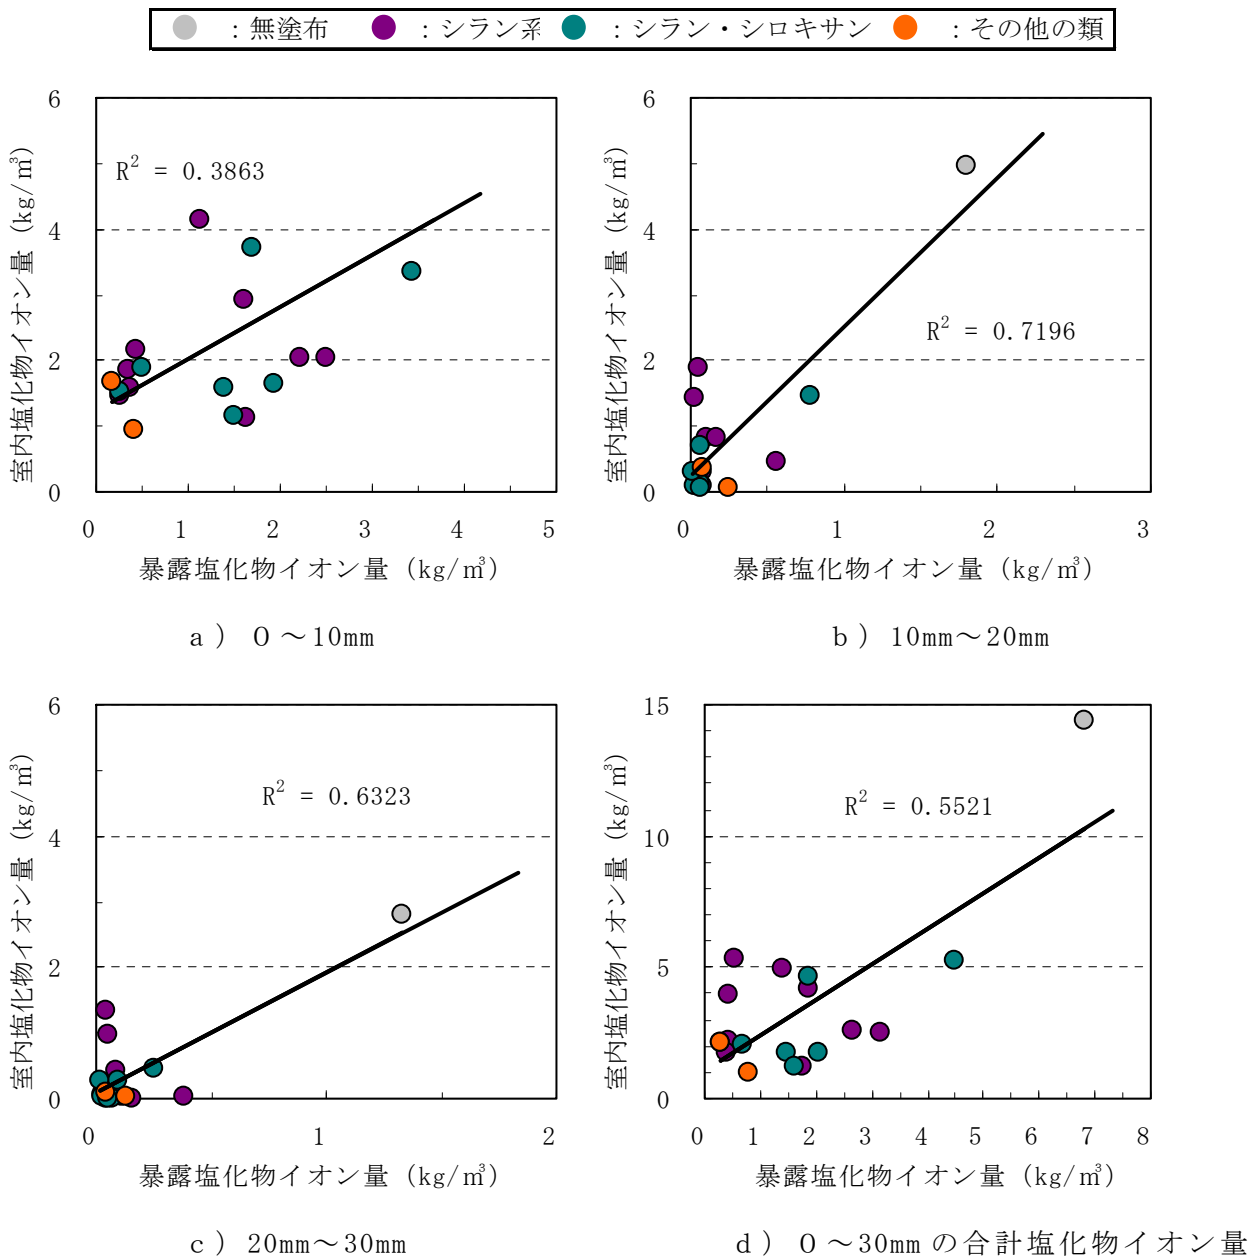 ：無塗布 ：シラン系 ：シラン・シロキサン ：その他の類
6
4
2
0
室内塩化物イオン量 (kg/㎥)
R² = 0.3863
0 1 2 3 4 5
暴露塩化物イオン量 (kg/㎥)
a ) 0～10mm
6
4
2
0
室内塩化物イオン量 (kg/㎥)
R² = 0.7196
0 1 2 3
暴露塩化物イオン量 (kg/㎥)
b ) 10mm～20mm
6
4
2
0
室内塩化物イオン量 (kg/㎥)
R² = 0.6323
0 1 2
暴露塩化物イオン量 (kg/㎥)
c ) 20mm～30mm
15
10
5
0
室内塩化物イオン量 (kg/㎥)
R² = 0.5521
0 1 2 3 4 5 6 7 8
暴露塩化物イオン量 (kg/㎥)
d ) 0～30mmの合計塩化物イオン量